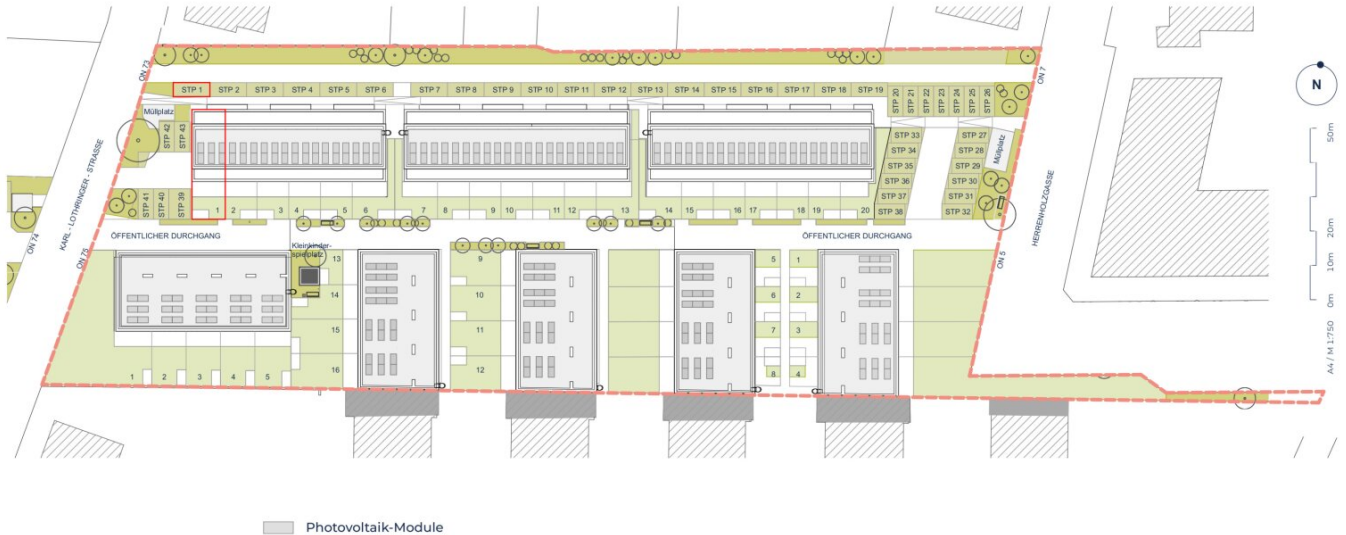 ON 73
STP 1 STP 2 STP 3 STP 4 STP 5 STP 6 STP 7 STP 8 STP 9 STP 10 STP 11 STP 12 STP 13 STP 14 STP 15 STP 16 STP 17 STP 18 STP 19
STP 20
STP 21
STP 22
STP 23
STP 24
STP 25
STP 26
ON 7
N
Müllplatz
STP 42
STP 43
STP 33
STP 34
STP 35
STP 36
STP 37
STP 38
STP 27
STP 28
STP 29
STP 30
STP 31
STP 32
Müllplatz
STP 41
STP 40
STP 39
KARL - LOTHRINGER - STRASSE
HERRENHOLZGASSE
1 2 3 4 5 6 7 8 9 10 11 12 13 14 15 16 17 18 19 20
ON 74
ON 75
ÖFFENTLICHER DURCHGANG
ÖFFENTLICHER DURCHGANG
ON 5
Kleinkinder-
spielplatz
13
14
15
16
9
10
11
12
5
6
7
8
1
2
3
4
1 2 3 4 5
50m
20m
10m
0m
A4 / M 1:750
Photovoltaik-Module